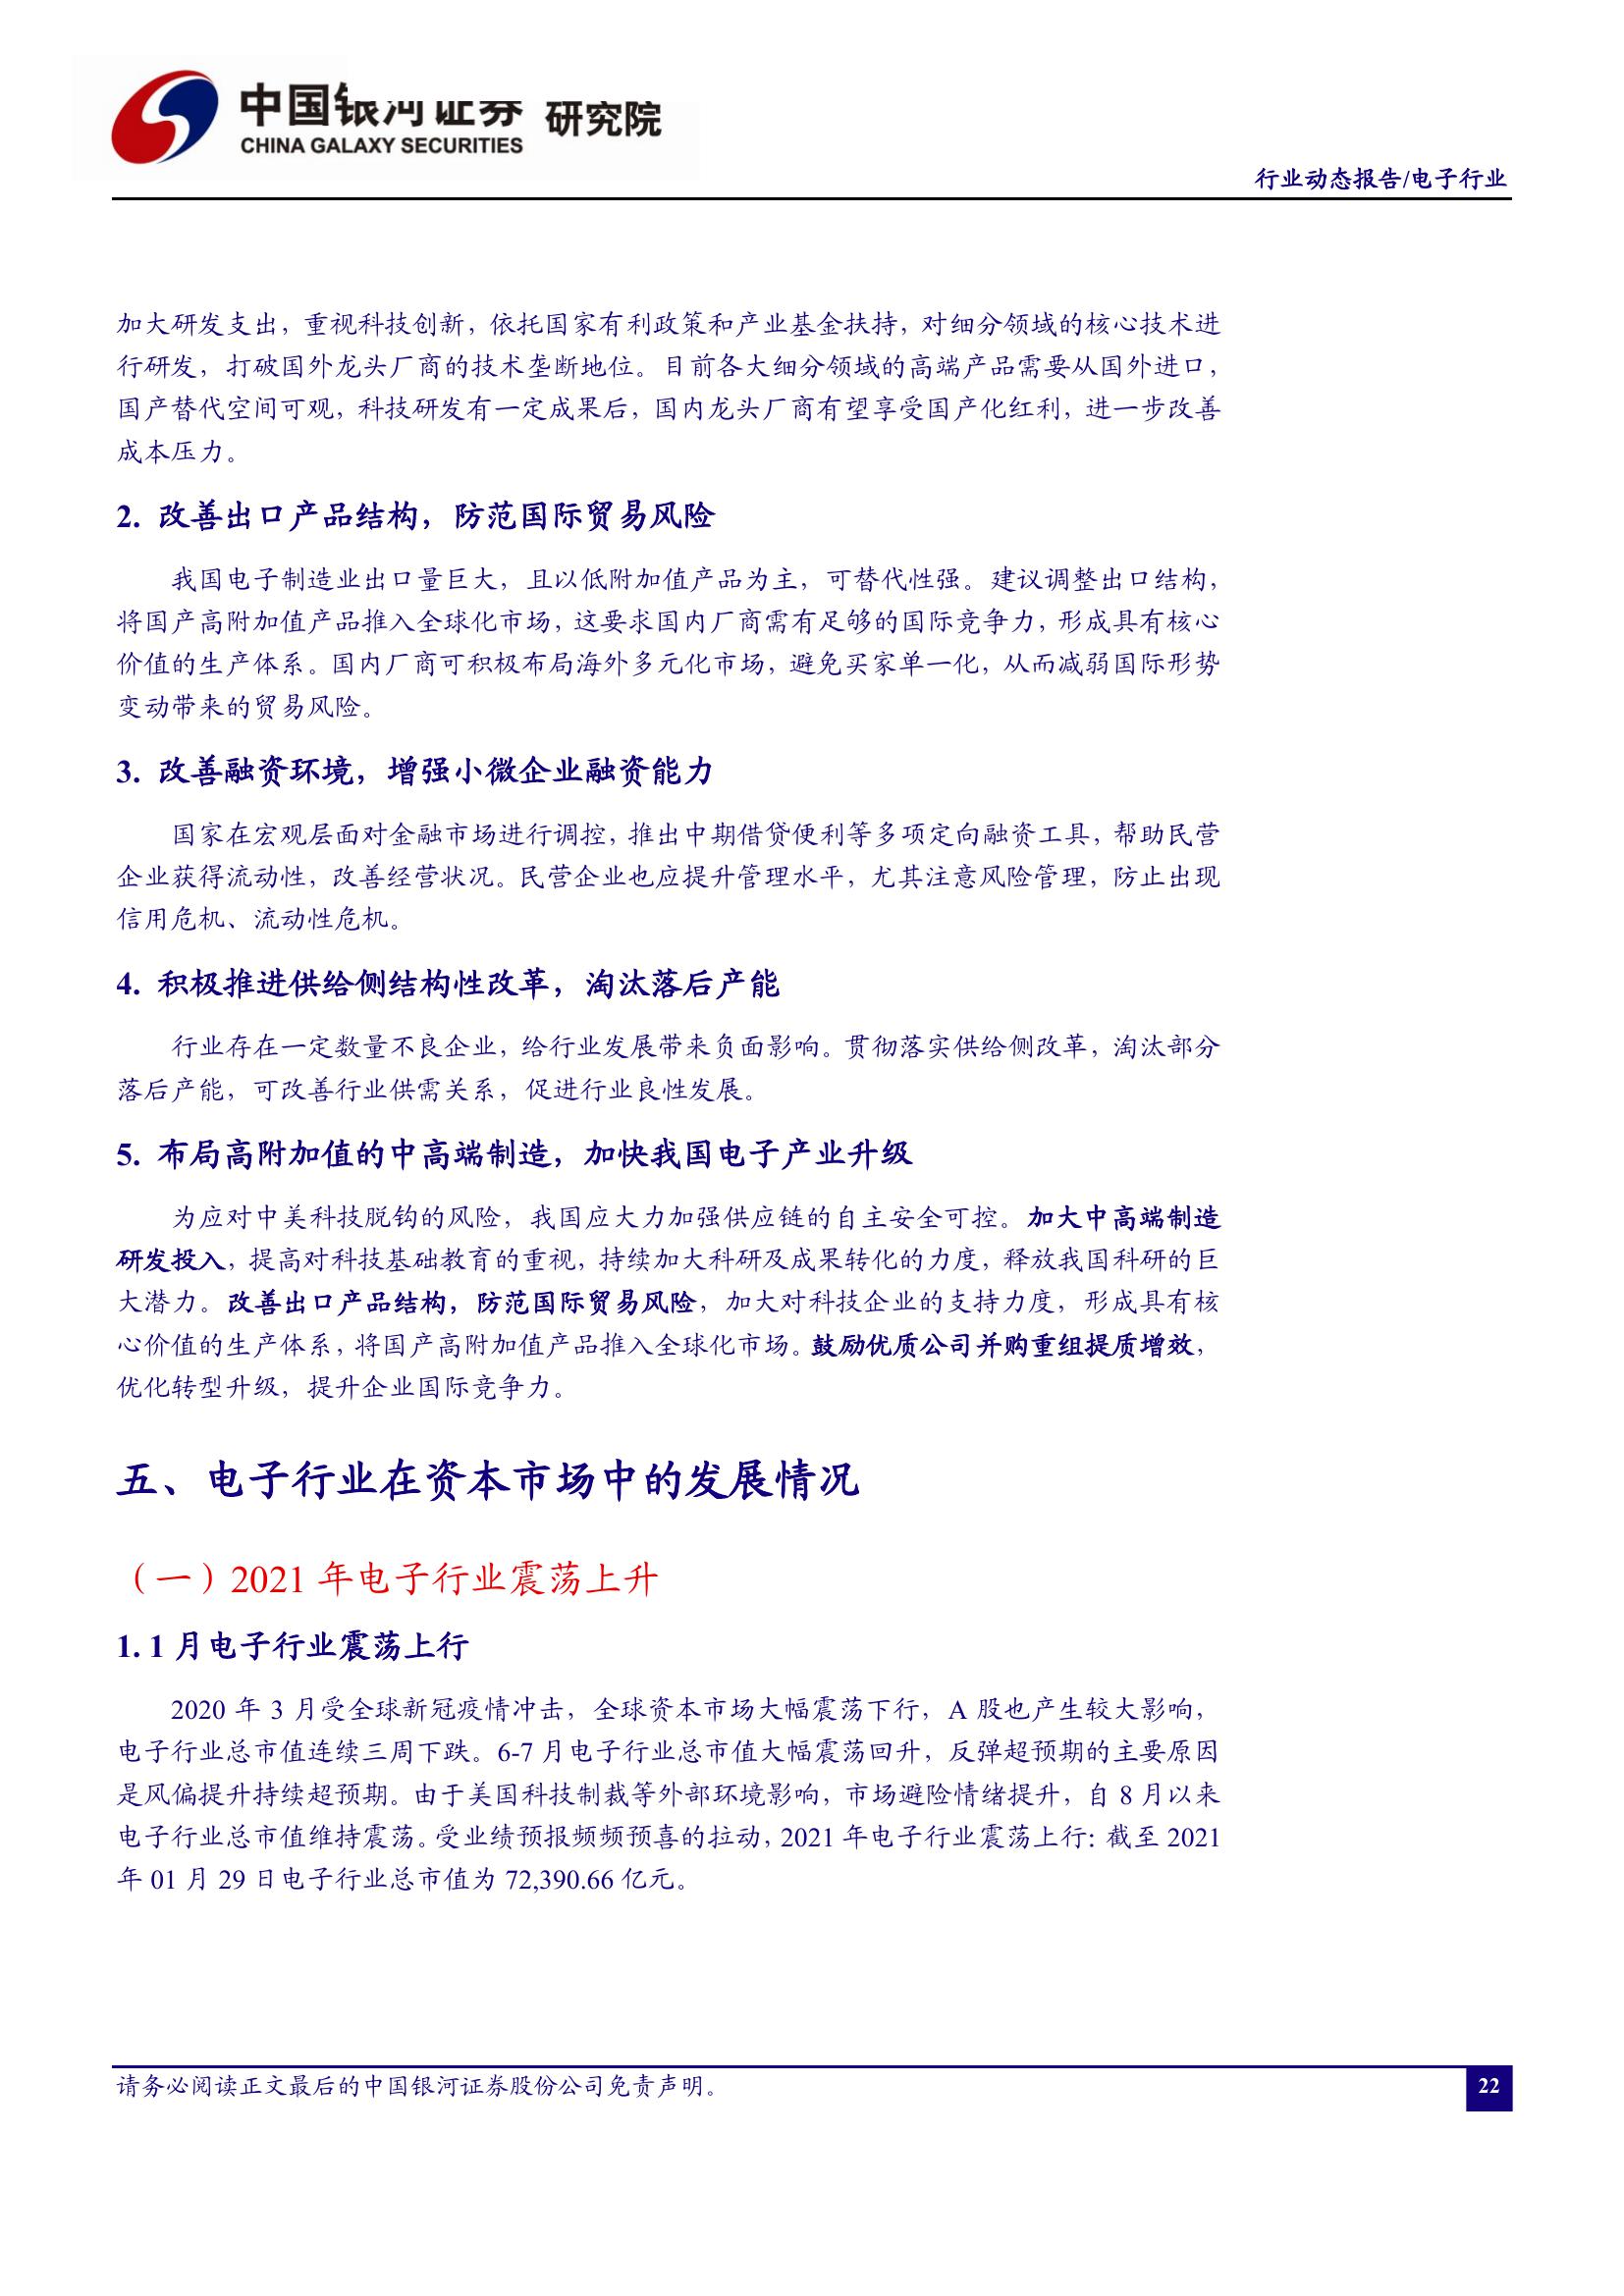 中国银河证券 研究院
CHINA GALAXY SECURITIES
行业动态报告/电子行业
加大研发支出，重视科技创新，依托国家有利政策和产业基金扶持，对细分领域的核心技术进
行研发，打破国外龙头厂商的技术垄断地位。目前各大细分领域的高端产品需要从国外进口，
国产替代空间可观，科技研发有一定成果后，国内龙头厂商有望享受国产化红利，进一步改善
成本压力。
2. 改善出口产品结构，防范国际贸易风险
我国电子制造业出口量巨大，且以低附加值产品为主，可替代性强。建议调整出口结构，
将国产高附加值产品推入全球化市场，这要求国内厂商需有足够的国际竞争力，形成具有核心
价值的生产体系。国内厂商可积极布局海外多元化市场，避免买家单一化，从而减弱国际形势
变动带来的贸易风险。
3. 改善融资环境，增强小微企业融资能力
国家在宏观层面对金融市场进行调控，推出中期借贷便利等多项定向融资工具，帮助民营
企业获得流动性，改善经营状况。民营企业也应提升管理水平，尤其注意风险管理，防止出现
信用危机、流动性危机。
4. 积极推进供给侧结构性改革，淘汰落后产能
行业存在一定数量不良企业，给行业发展带来负面影响。贯彻落实供给侧改革，淘汰部分
落后产能，可改善行业供需关系，促进行业良性发展。
5. 布局高附加值的中高端制造，加快我国电子产业升级
为应对中美科技脱钩的风险，我国应大力加强供应链的自主安全可控。加大中高端制造
研发投入，提高对科技基础教育的重视，持续加大科研及成果转化的力度，释放我国科研的巨
大潜力。改善出口产品结构，防范国际贸易风险，加大对科技企业的支持力度，形成具有核
心价值的生产体系，将国产高附加值产品推入全球化市场。鼓励优质公司并购重组提质增效，
优化转型升级，提升企业国际竞争力。
五、电子行业在资本市场中的发展情况
（一）2021 年电子行业震荡上升
1. 1 月电子行业震荡上行
2020 年 3 月受全球新冠疫情冲击，全球资本市场大幅震荡下行，A 股也产生较大影响，
电子行业总市值连续三周下跌。6-7 月电子行业总市值大幅震荡回升，反弹超预期的主要原因
是风偏提升持续超预期。由于美国科技制裁等外部环境影响，市场避险情绪提升，自 8 月以来
电子行业总市值维持震荡。受业绩预报频频预喜的拉动，2021 年电子行业震荡上行：截至 2021
年 01 月 29 日电子行业总市值为 72,390.66 亿元。
请务必阅读正文最后的中国银河证券股份公司免责声明。
22